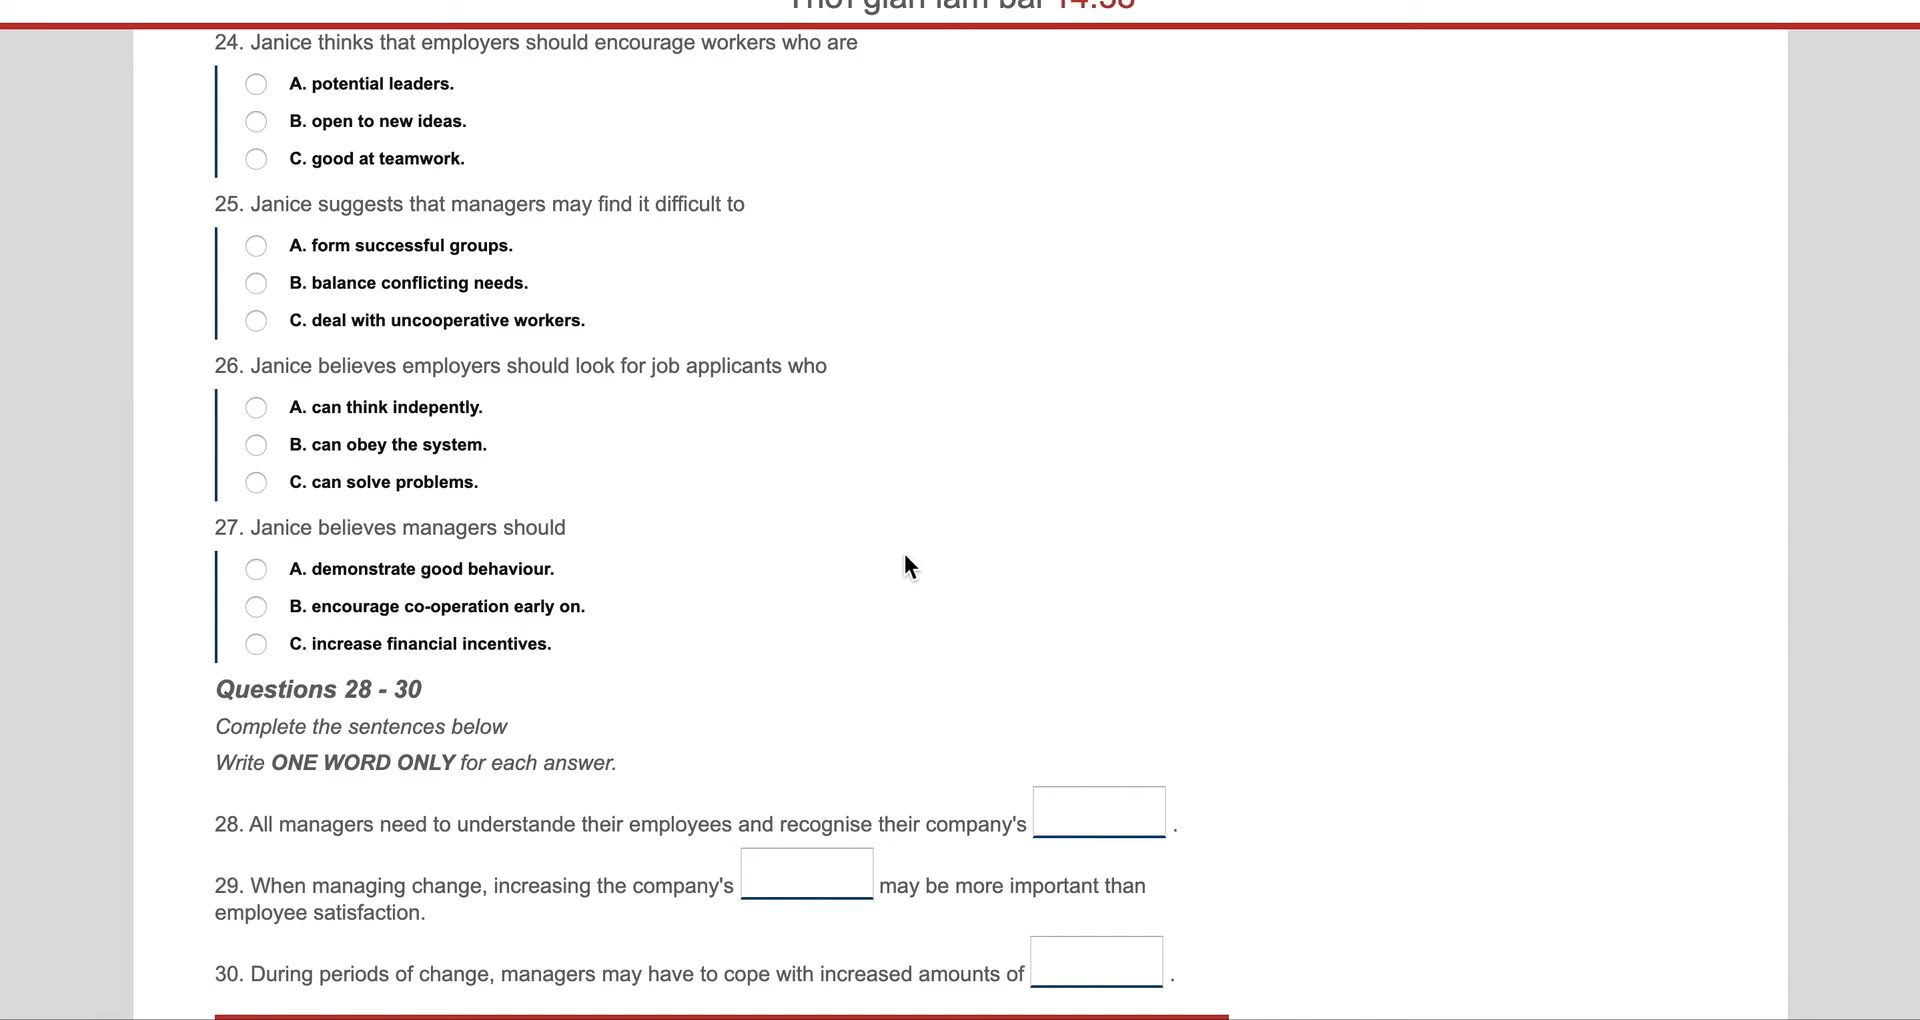 Thời gian làm bài 14:58
24. Janice thinks that employers should encourage workers who are
A. potential leaders.
B. open to new ideas.
C. good at teamwork.
25. Janice suggests that managers may find it difficult to
A. form successful groups.
B. balance conflicting needs.
C. deal with uncooperative workers.
26. Janice believes employers should look for job applicants who
A. can think indepently.
B. can obey the system.
C. can solve problems.
27. Janice believes managers should
A. demonstrate good behaviour.
B. encourage co-operation early on.
C. increase financial incentives.
Questions 28 - 30
Complete the sentences below
Write ONE WORD ONLY for each answer.
28. All managers need to understande their employees and recognise their company's .
29. When managing change, increasing the company's may be more important than
employee satisfaction.
30. During periods of change, managers may have to cope with increased amounts of .